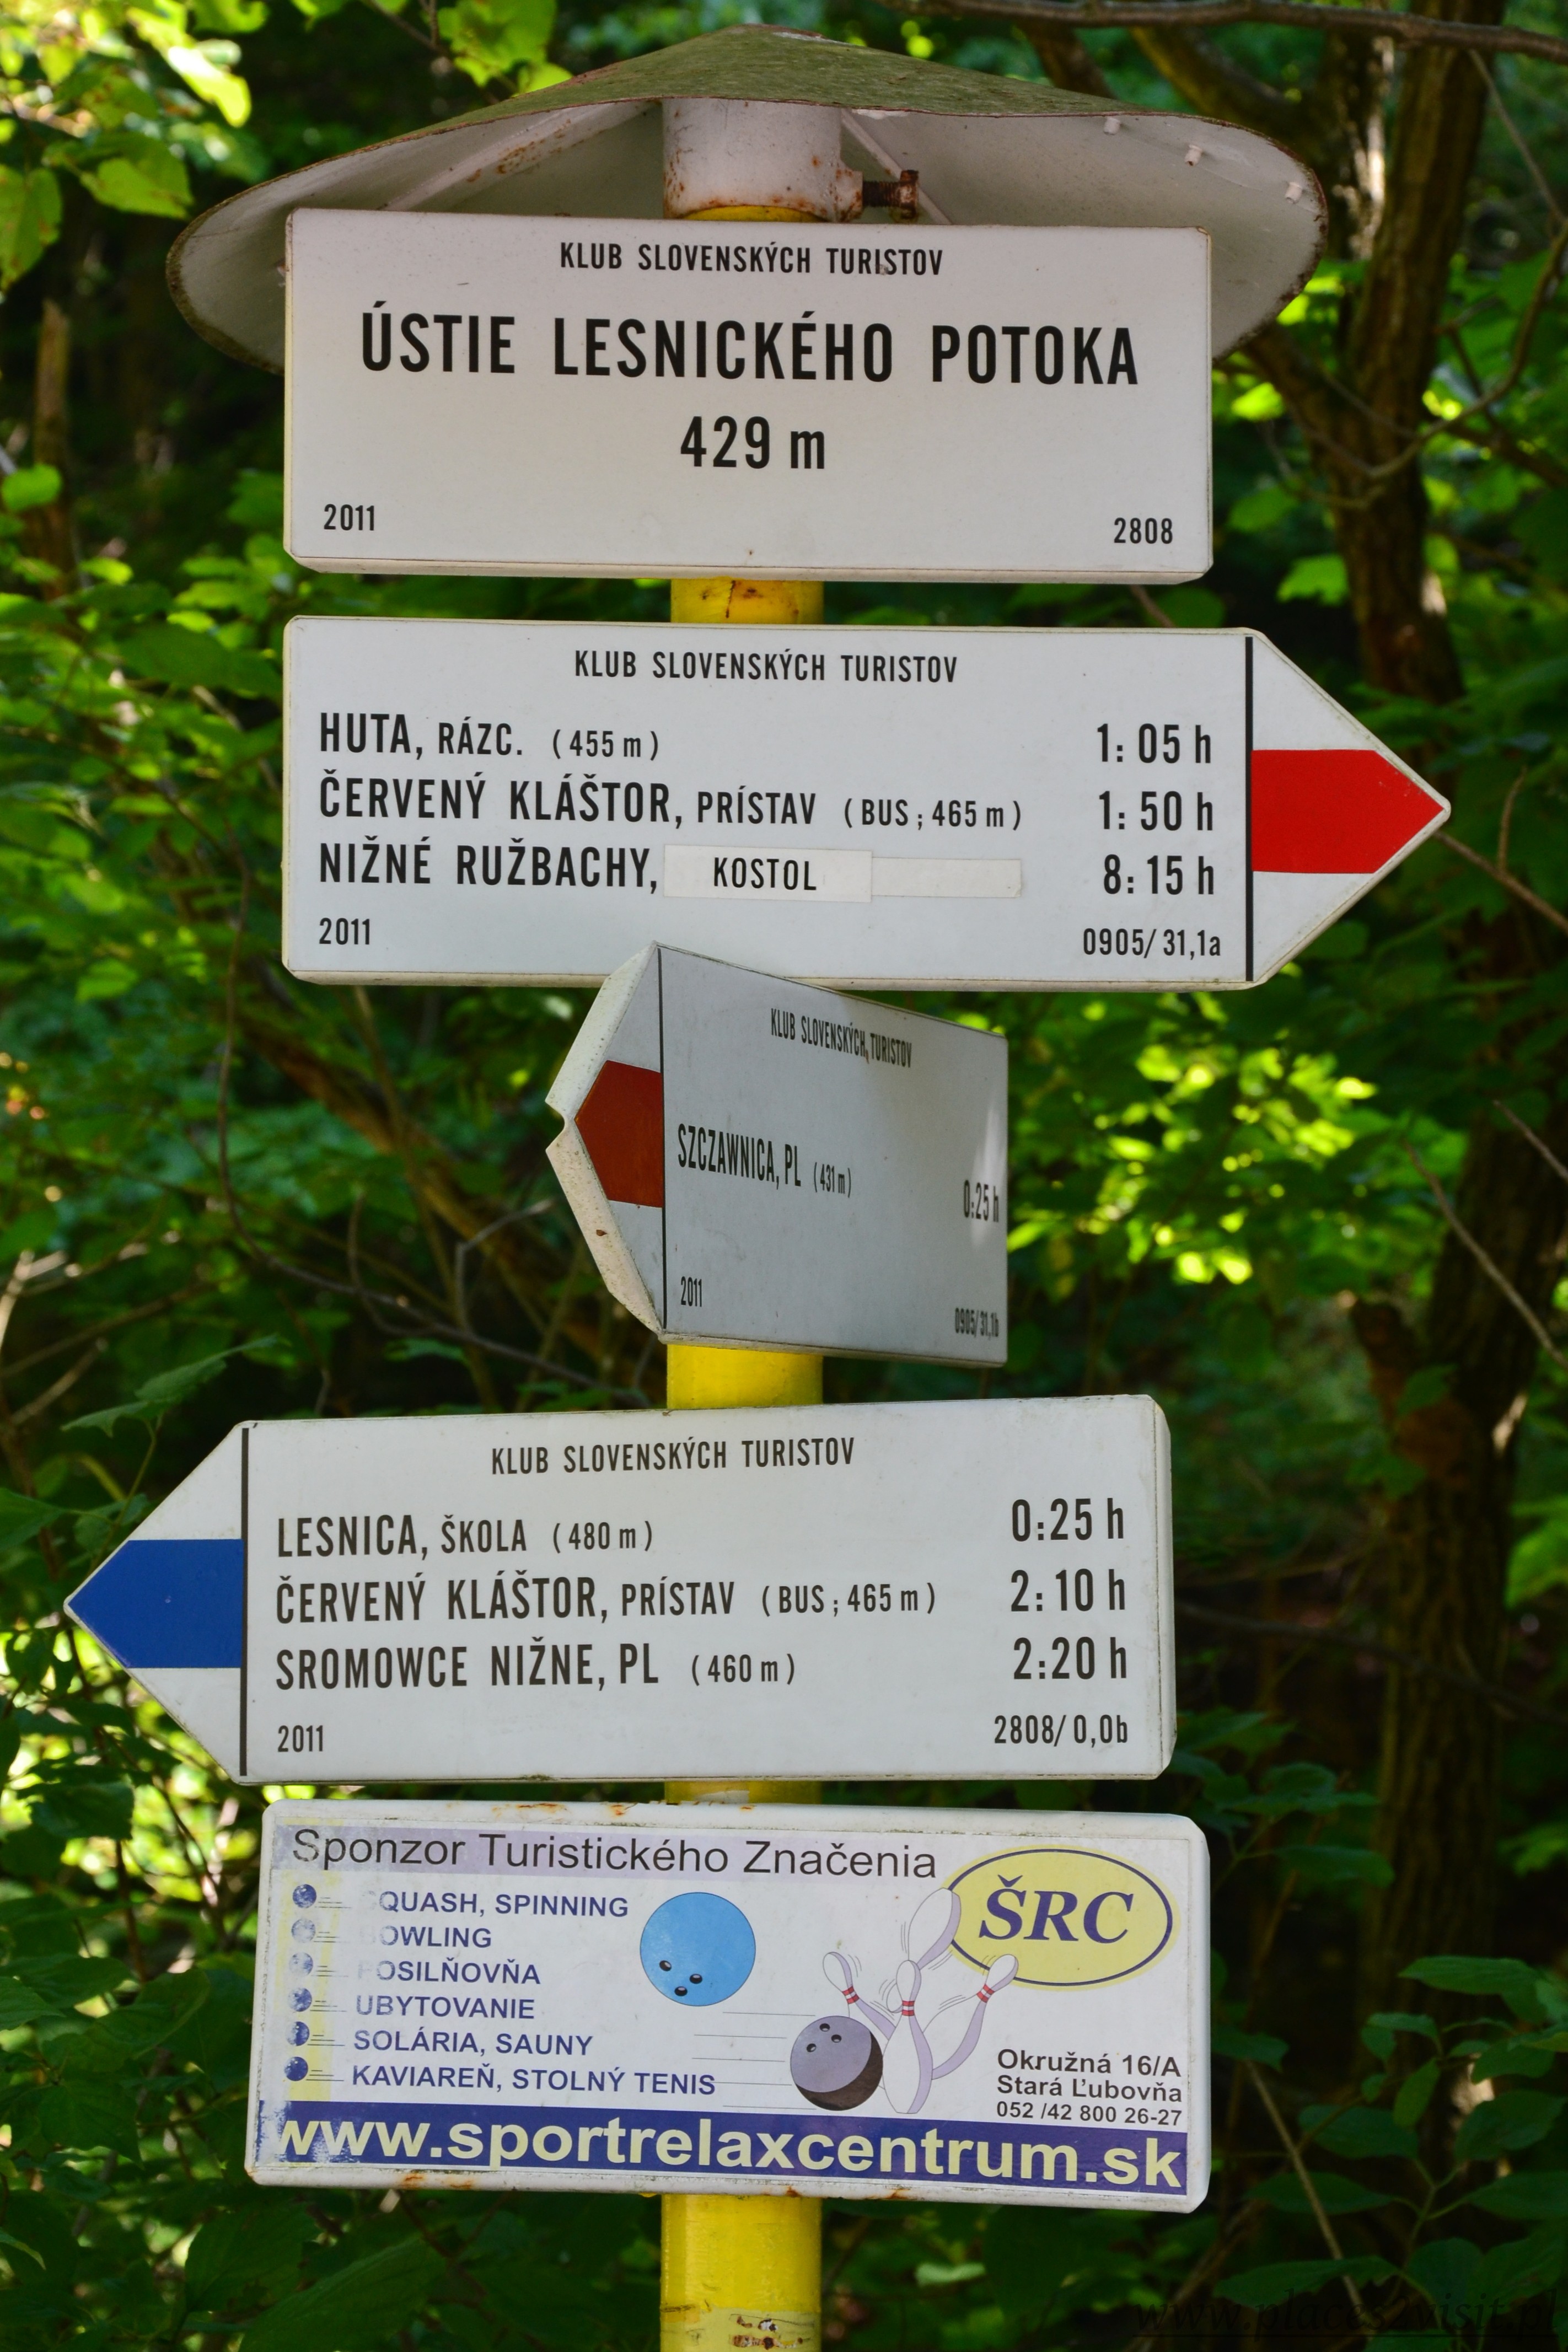 KLUB SLOVENSKÝCH TURISTOV
ÚSTIE LESNICKÉHO POTOKA
429 m
2011 2808
KLUB SLOVENSKÝCH TURISTOV
HUTA, RÁZC. (455 m) 1:05 h
ČERVENÝ KLÁŠTOR, PRÍSTAV (BUS; 465 m) 1:50 h
NIŽNÉ RUŽBACHY, KOSTOL 8:15 h
2011 0905/31,1a
KLUB SLOVENSKÝCH TURISTOV
SZCZAWNICA, PL (431 m) 0:25 h
2011 0905/31,1b
KLUB SLOVENSKÝCH TURISTOV
LESNICA, ŠKOLA (480 m) 0:25 h
ČERVENÝ KLÁŠTOR, PRÍSTAV (BUS; 465 m) 2:10 h
SROMOWCE NIŽNE, PL (460 m) 2:20 h
2011 2808/0,0b
Sponzor Turistického Značenia
ŠRC
SQUASH, SPINNING
BOWLING
POSILŇOVŇA
UBYTOVANIE
SOLÁRIA, SAUNY
KAVIAREŇ, STOLNÝ TENIS
Okružná 16/A
Stará Ľubovňa
052 /42 800 26-27
www.sportrelaxcentrum.sk